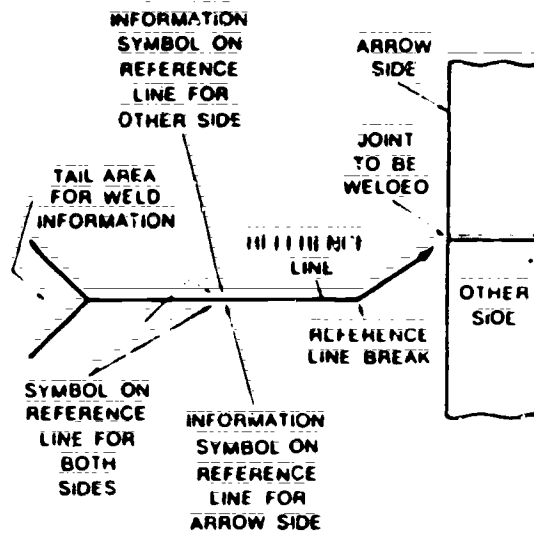 INFORMATION
SYMBOL ON
REFERENCE
LINE FOR
OTHER SIDE
ARROW
SIDE
JOINT
TO BE
WELOEO
TAIL AREA
FOR WELD
INFORMATION
LINE
OTHER
SIDE
REFERENCE
LINE BREAK
SYMBOL ON
REFERENCE
LINE FOR
BOTH
SIDES
INFORMATION
SYMBOL ON
REFERENCE
LINE FOR
ARROW SIDE